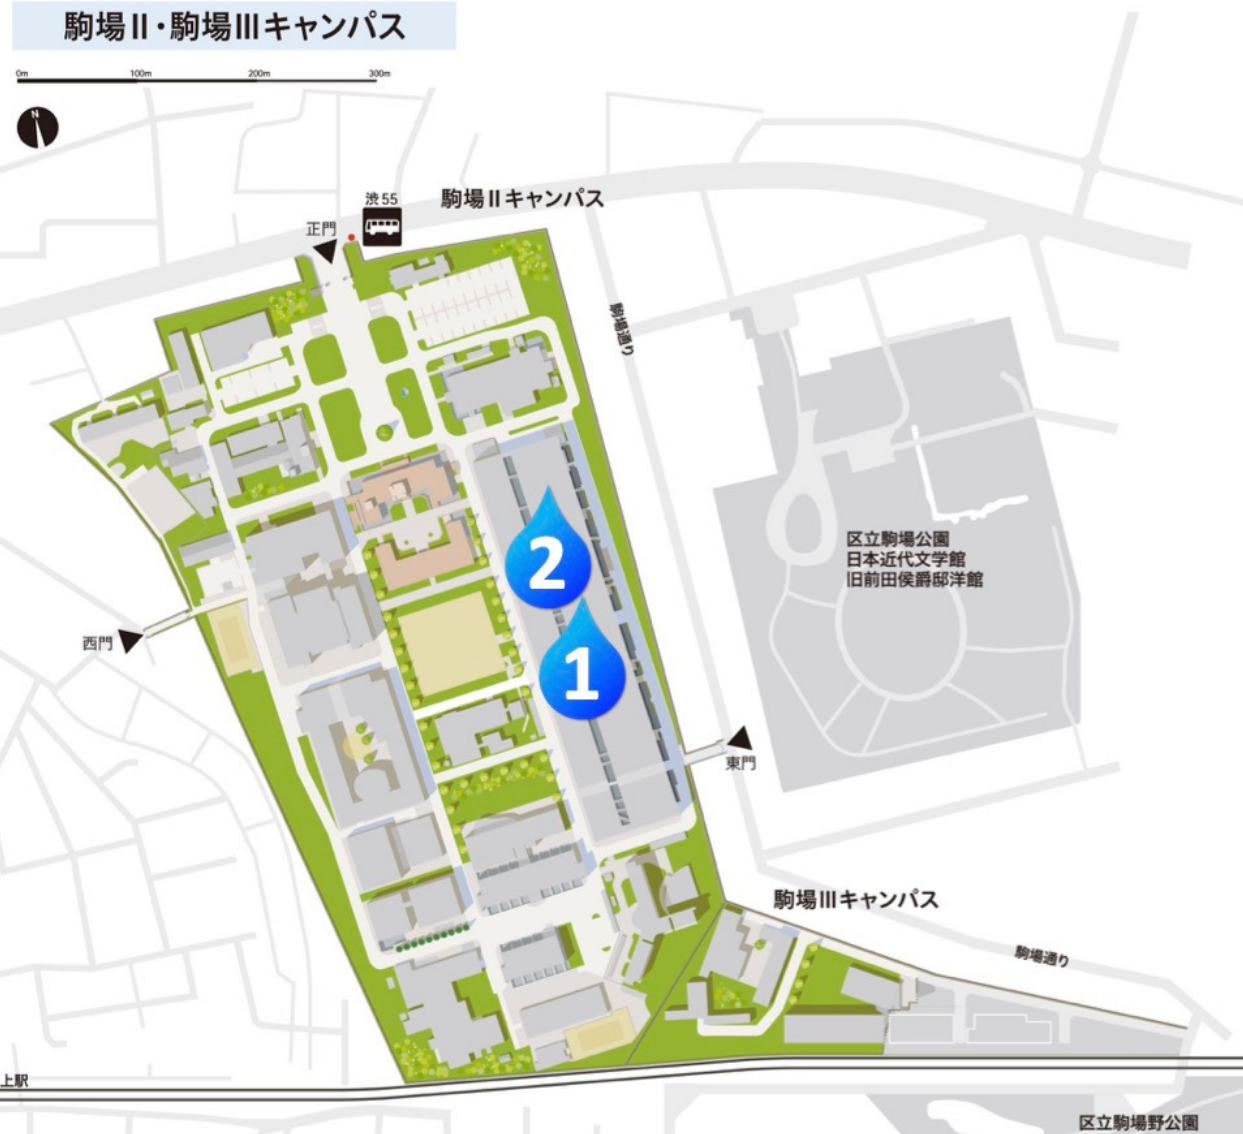 駒場Ⅱ・駒場Ⅲキャンパス
0m 100m 200m 300m
N
渋55
駒場Ⅱキャンパス
正門
駒場通り
2
区立駒場公園
日本近代文学館
旧前田侯爵邸洋館
西門
1
東門
駒場Ⅲキャンパス
駒場通り
上駅
区立駒場野公園